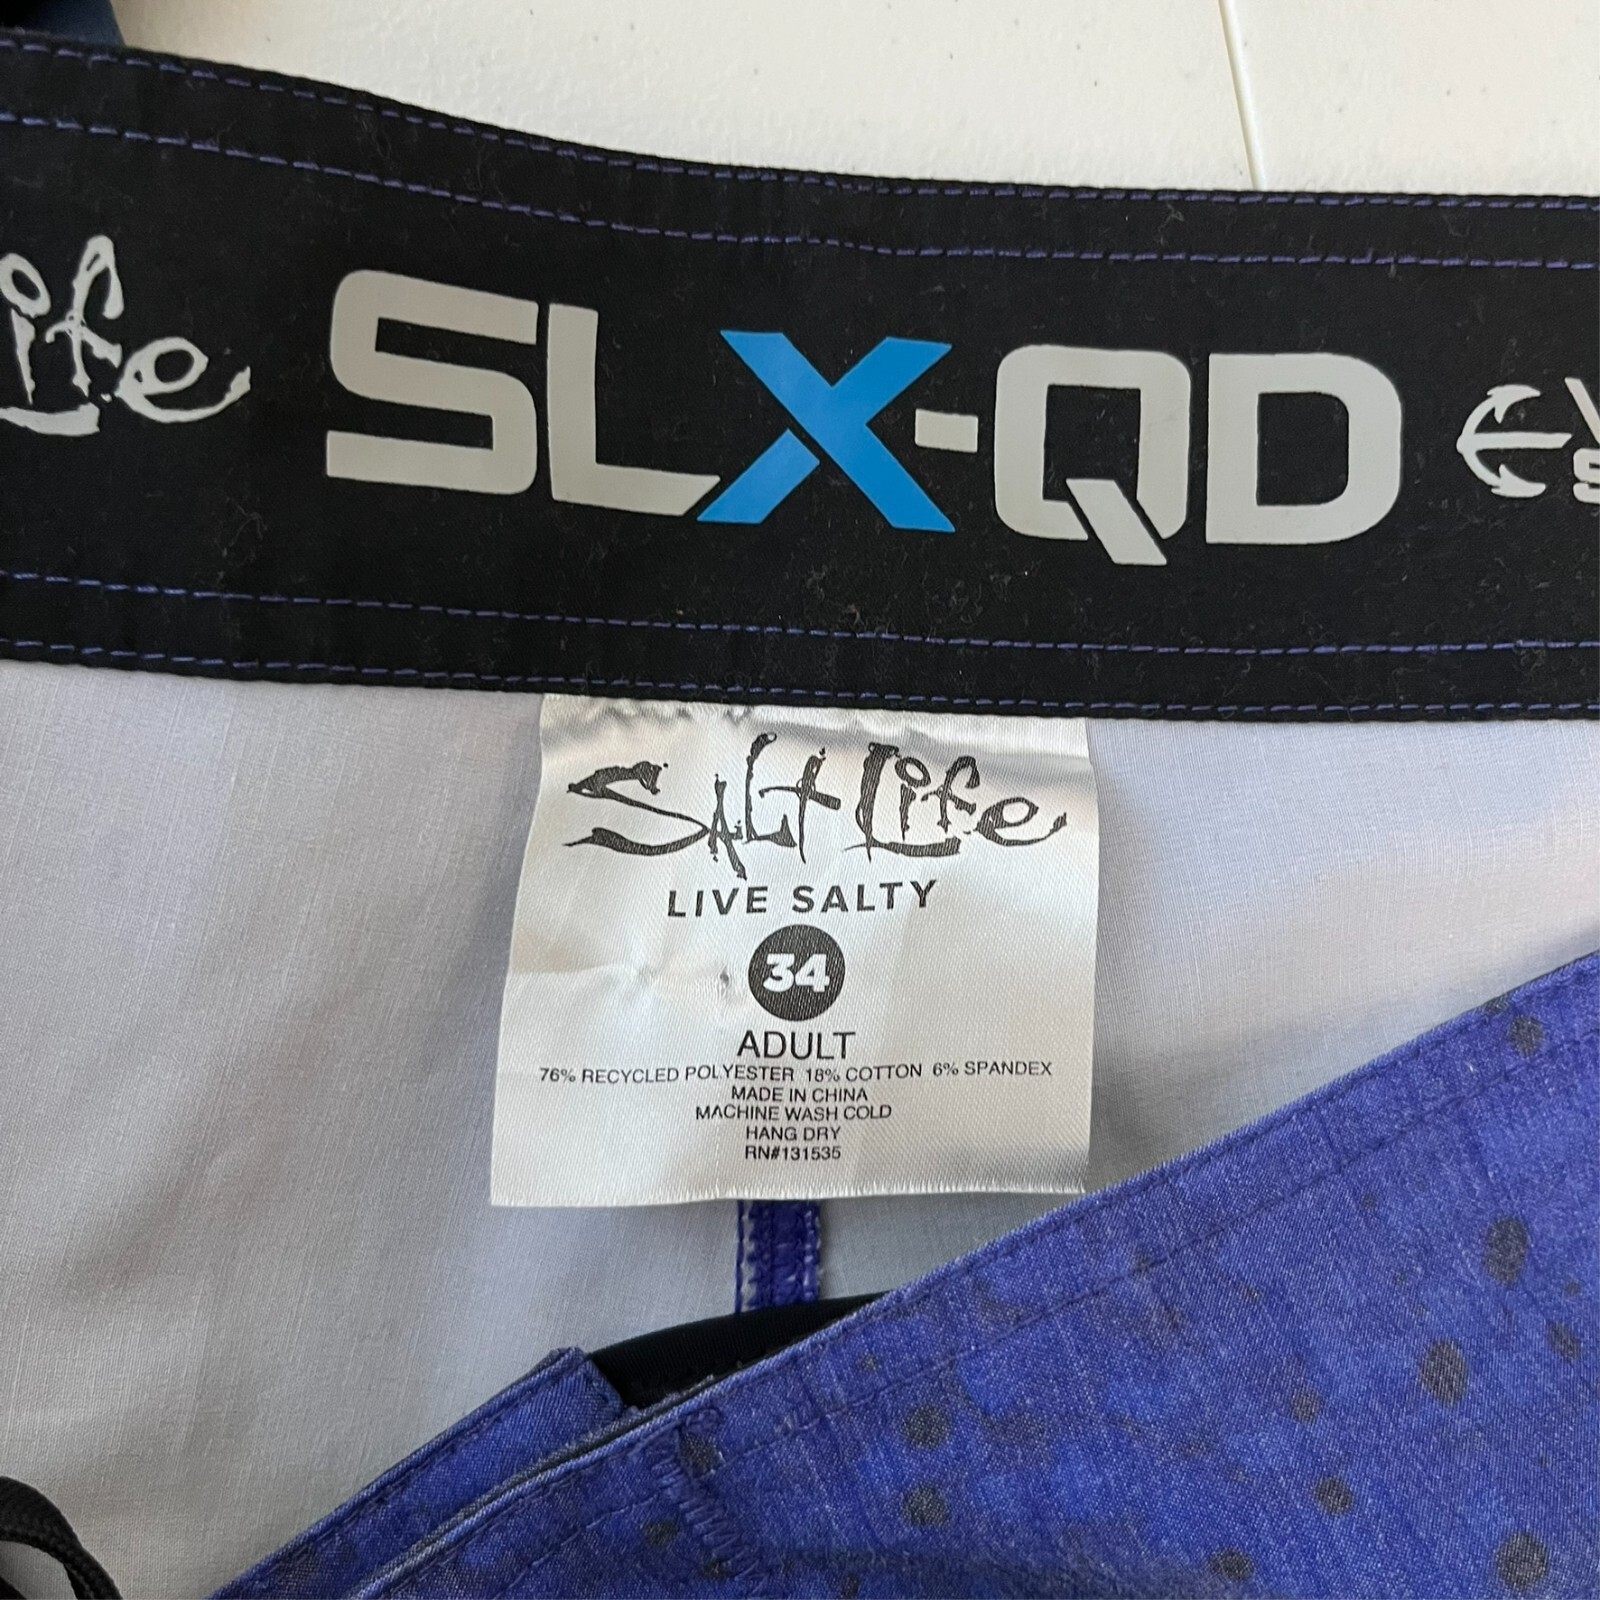 Life SLX-QD
Salt Life
LIVE SALTY
34
ADULT
76% RECYCLED POLYESTER 18% COTTON 6% SPANDEX
MADE IN CHINA
MACHINE WASH COLD
HANG DRY
RN#131535